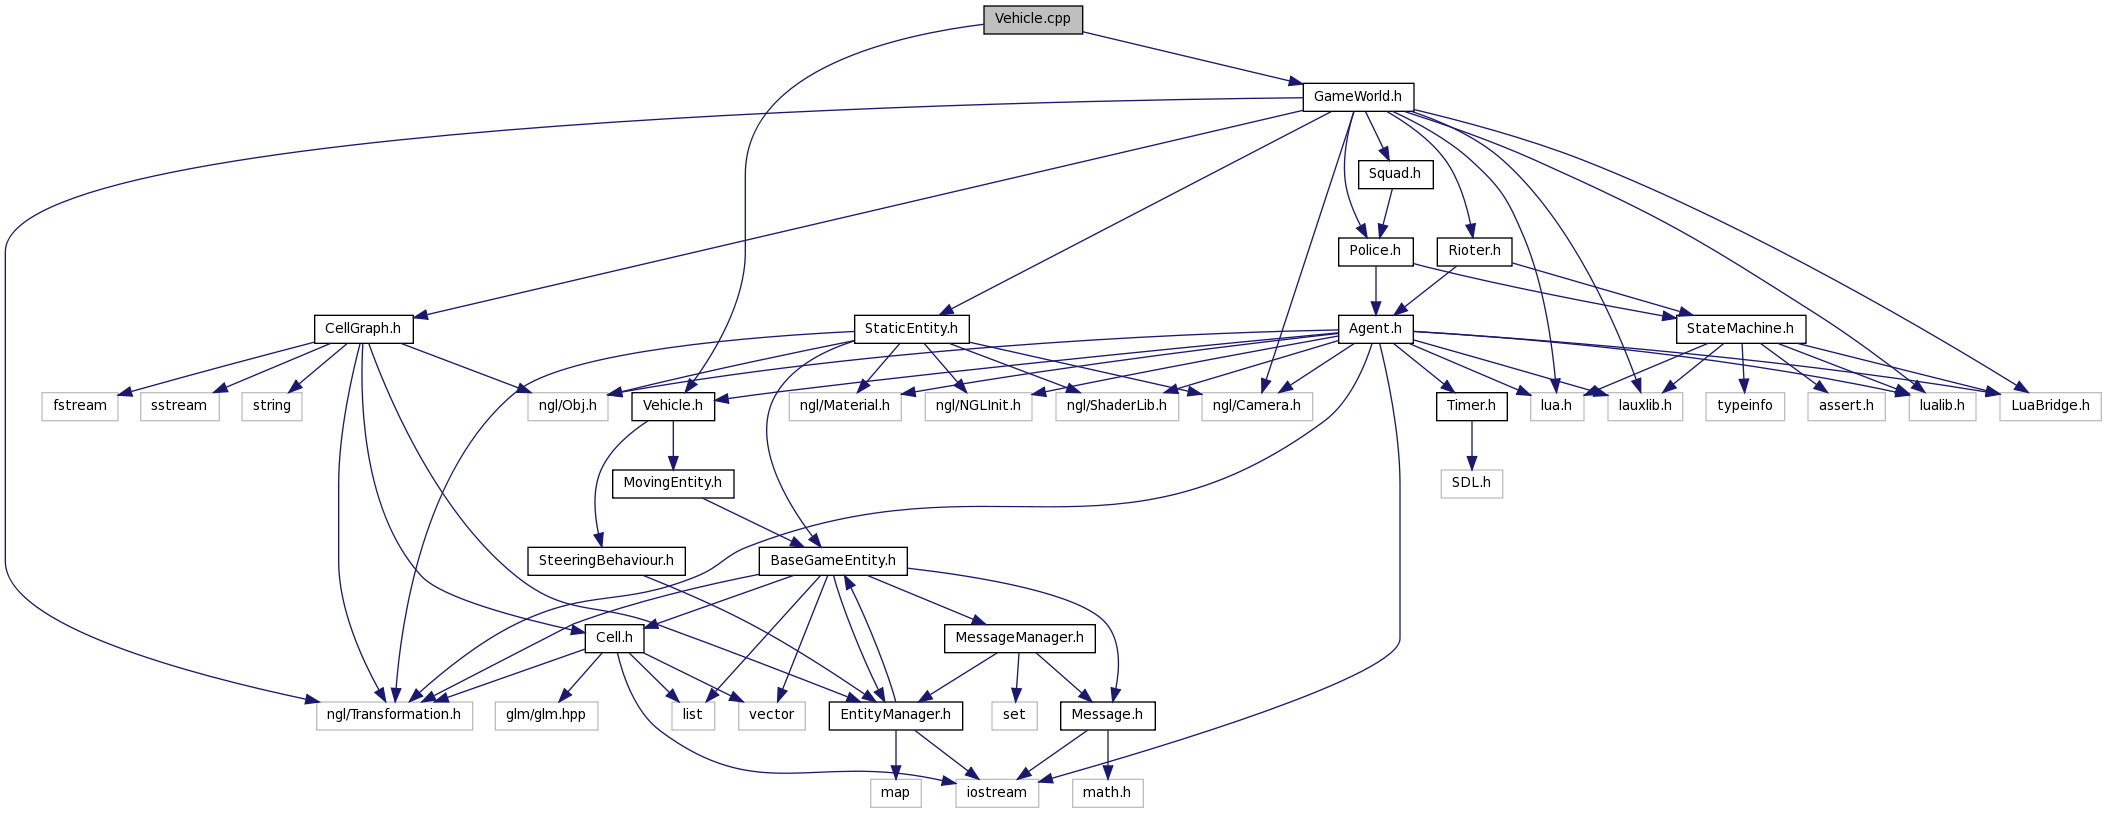 Vehicle.cpp
GameWorld.h
Squad.h
Police.h
Rioter.h
CellGraph.h
StaticEntity.h
Agent.h
StateMachine.h
fstream
sstream
string
ngl/Obj.h
Vehicle.h
ngl/Material.h
ngl/NGLInit.h
ngl/ShaderLib.h
ngl/Camera.h
Timer.h
lua.h
lauxlib.h
typeinfo
assert.h
lualib.h
LuaBridge.h
MovingEntity.h
SDL.h
SteeringBehaviour.h
BaseGameEntity.h
Cell.h
MessageManager.h
ngl/Transformation.h
glm/glm.hpp
list
vector
EntityManager.h
set
Message.h
map
iostream
math.h